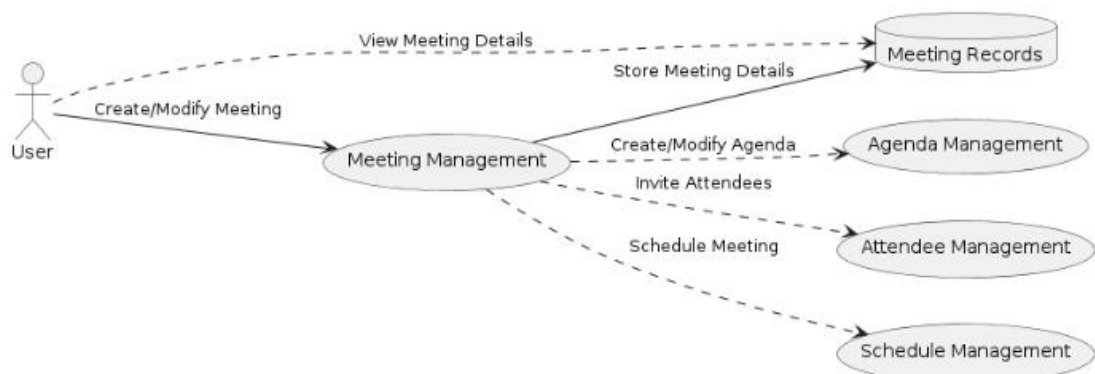 View Meeting Details
Meeting Records
Store Meeting Details
Create/Modify Meeting
User
Meeting Management
Create/Modify Agenda
Agenda Management
Invite Attendees
Attendee Management
Schedule Meeting
Schedule Management